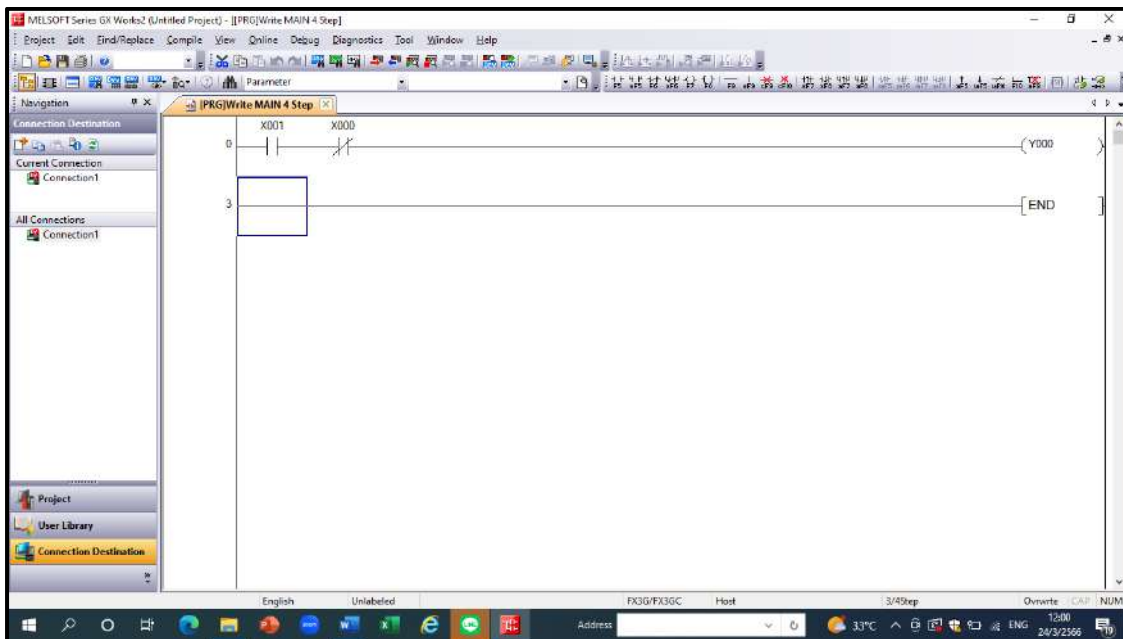 MELSOFT Series GX Works2 (Untitled Project) - [[PRG]Write MAIN 4 Step]
Project Edit Find/Replace Compile View Online Debug Diagnostics Tool Window Help
Parameter
Navigation
[PRG]Write MAIN 4 Step
Connection Destination
Current Connection
Connection1
All Connections
Connection1
X001 X000
0 Y000
3 END
Project
User Library
Connection Destination
English Unlabeled FX3G/FX3GC Host 3/4Step Ovrwrte CAP NUM
Address 33°C ENG 12:00
24/3/2566